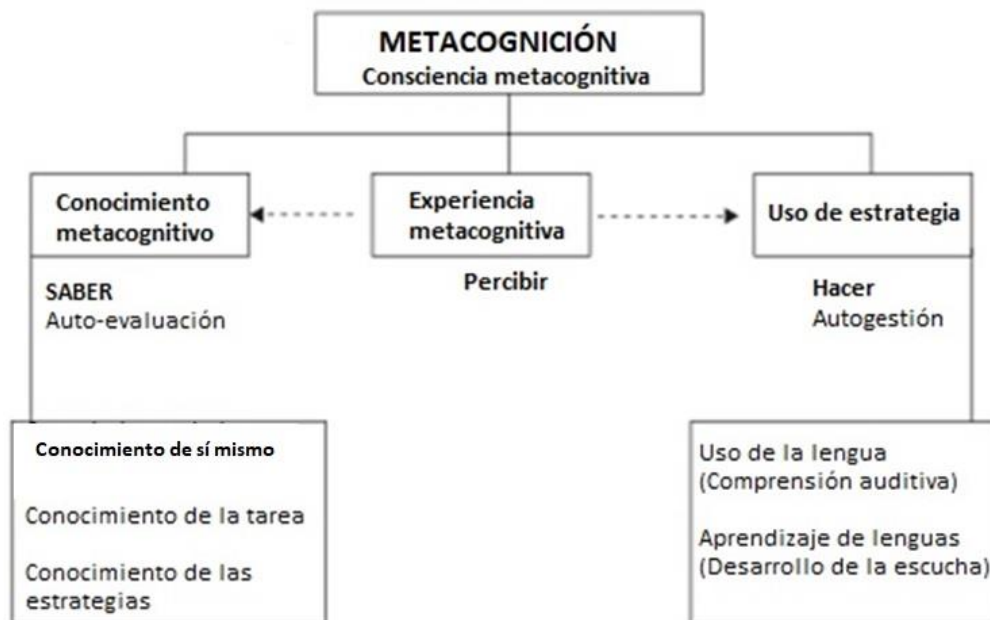 METACOGNICIÓN
Consciencia metacognitiva
Conocimiento
metacognitivo
Experiencia
metacognitiva
Uso de estrategia
SABER
Auto-evaluación
Percibir
Hacer
Autogestión
Conocimiento de sí mismo
Conocimiento de la tarea
Conocimiento de las
estrategias
Uso de la lengua
(Comprensión auditiva)
Aprendizaje de lenguas
(Desarrollo de la escucha)